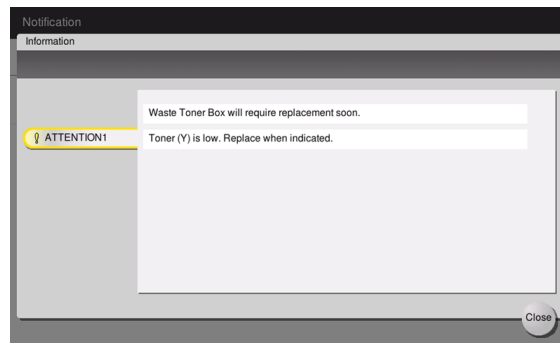 Notification
Information
Waste Toner Box will require replacement soon.
ATTENTION1
Toner (Y) is low. Replace when indicated.
Close